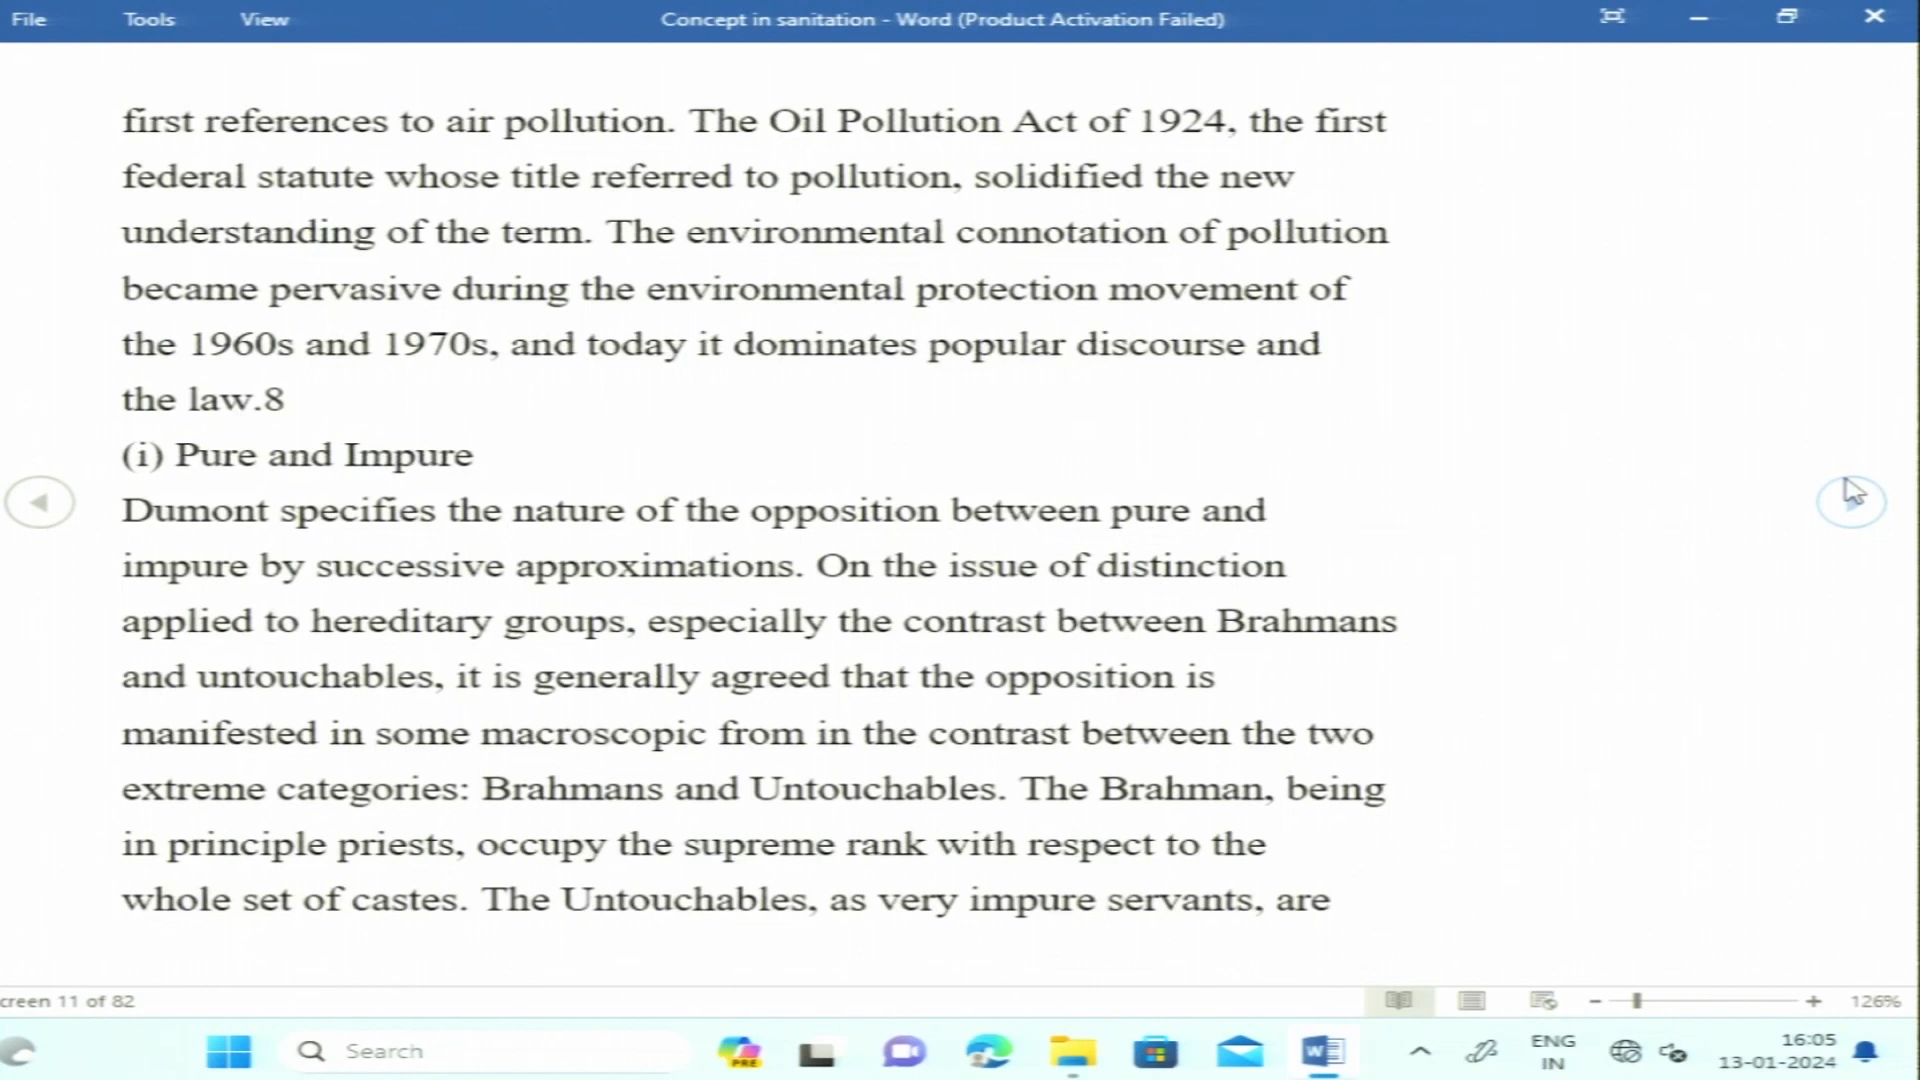 File Tools View Concept in sanitation - Word (Product Activation Failed)
first references to air pollution. The Oil Pollution Act of 1924, the first
federal statute whose title referred to pollution, solidified the new
understanding of the term. The environmental connotation of pollution
became pervasive during the environmental protection movement of
the 1960s and 1970s, and today it dominates popular discourse and
the law.8
(i) Pure and Impure
Dumont specifies the nature of the opposition between pure and
impure by successive approximations. On the issue of distinction
applied to hereditary groups, especially the contrast between Brahmans
and untouchables, it is generally agreed that the opposition is
manifested in some macroscopic from in the contrast between the two
extreme categories: Brahmans and Untouchables. The Brahman, being
in principle priests, occupy the supreme rank with respect to the
whole set of castes. The Untouchables, as very impure servants, are
creen 11 of 82 126%
Search PRE W ENG 16:05
IN 13-01-2024